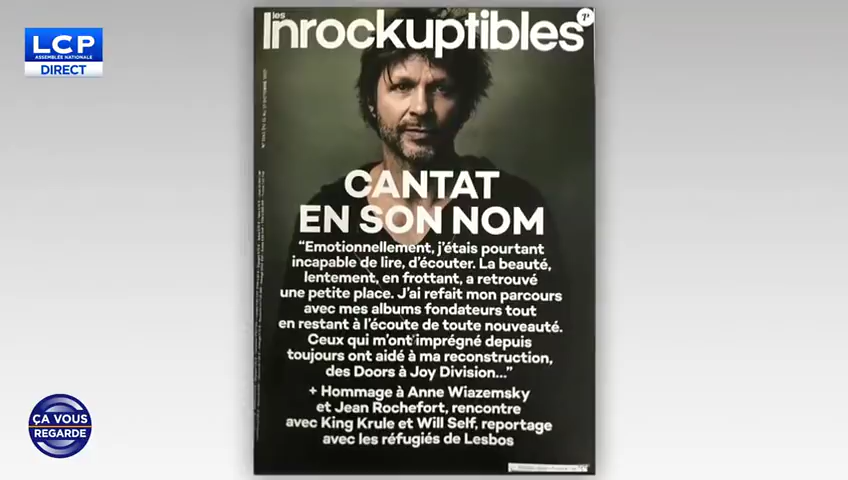 LCP
ASSEMBLÉE NATIONALE
DIRECT
les
Inrockuptibles
CANTAT
EN SON NOM
“Emotionnellement, j’étais pourtant
incapable de lire, d’écouter. La beauté,
lentement, en frottant, a retrouvé
une petite place. J’ai refait mon parcours
avec mes albums fondateurs tout
en restant à l’écoute de toute nouveauté.
Ceux qui m’ont imprégné depuis
toujours ont aidé à ma reconstruction,
des Doors à Joy Division...”
+ Hommage à Anne Wiazemsky
et Jean Rochefort, rencontre
avec King Krule et Will Self, reportage
avec les réfugiés de Lesbos
ÇA VOUS
REGARDE